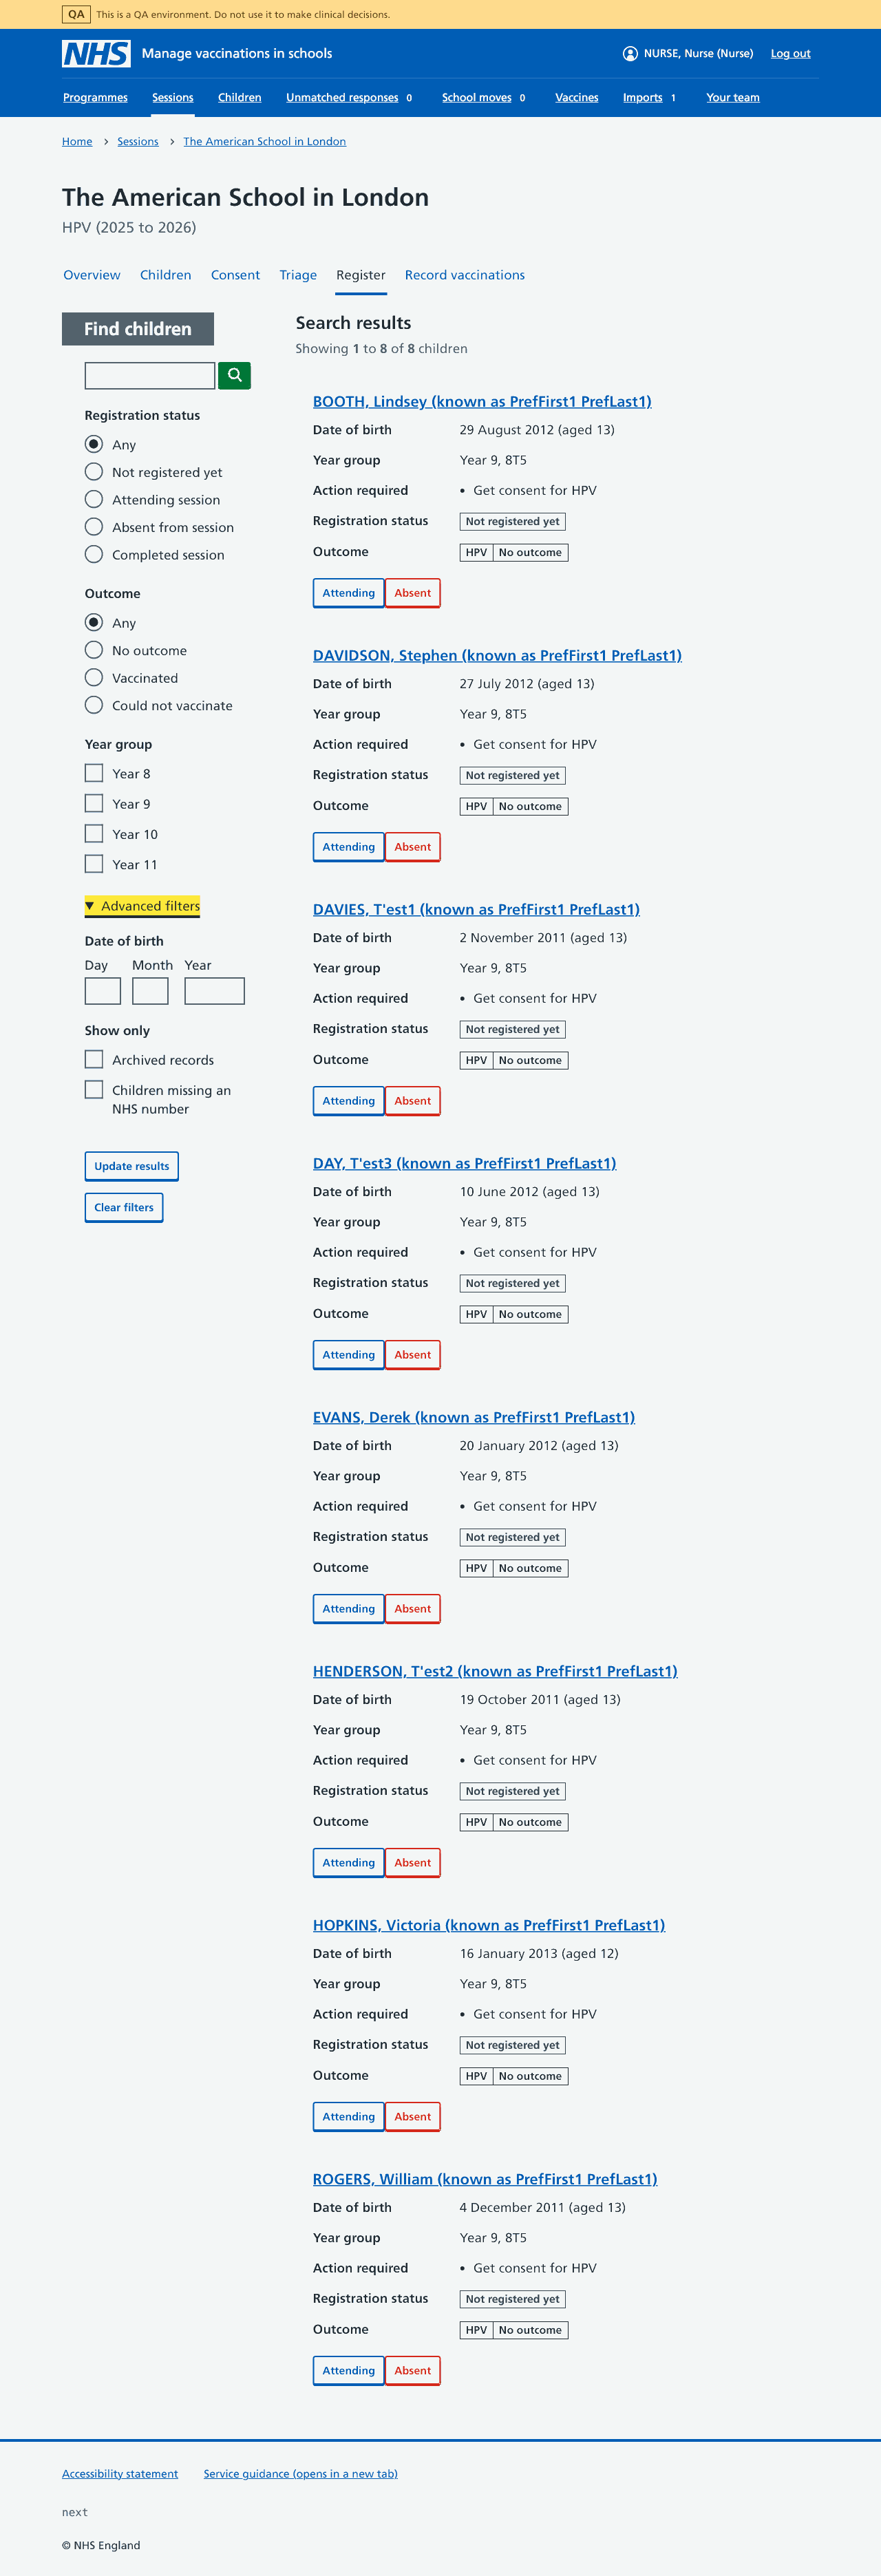 QA This is a QA environment. Do not use it to make clinical decisions.
NHS Manage vaccinations in schools NURSE, Nurse (Nurse) Log out
Programmes Sessions Children Unmatched responses 0 School moves 0 Vaccines Imports 1 Your team
Home Sessions The American School in London
The American School in London
HPV (2025 to 2026)
Overview Children Consent Triage Register Record vaccinations
Find children
Registration status
Any
Not registered yet
Attending session
Absent from session
Completed session
Outcome
Any
No outcome
Vaccinated
Could not vaccinate
Year group
Year 8
Year 9
Year 10
Year 11
Advanced filters
Date of birth
Day Month Year
Show only
Archived records
Children missing an
NHS number
Update results
Clear filters
Search results
Showing 1 to 8 of 8 children
BOOTH, Lindsey (known as PrefFirst1 PrefLast1)
Date of birth 29 August 2012 (aged 13)
Year group Year 9, 8T5
Action required • Get consent for HPV
Registration status Not registered yet
Outcome HPV No outcome
Attending Absent
DAVIDSON, Stephen (known as PrefFirst1 PrefLast1)
Date of birth 27 July 2012 (aged 13)
Year group Year 9, 8T5
Action required • Get consent for HPV
Registration status Not registered yet
Outcome HPV No outcome
Attending Absent
DAVIES, T'est1 (known as PrefFirst1 PrefLast1)
Date of birth 2 November 2011 (aged 13)
Year group Year 9, 8T5
Action required • Get consent for HPV
Registration status Not registered yet
Outcome HPV No outcome
Attending Absent
DAY, T'est3 (known as PrefFirst1 PrefLast1)
Date of birth 10 June 2012 (aged 13)
Year group Year 9, 8T5
Action required • Get consent for HPV
Registration status Not registered yet
Outcome HPV No outcome
Attending Absent
EVANS, Derek (known as PrefFirst1 PrefLast1)
Date of birth 20 January 2012 (aged 13)
Year group Year 9, 8T5
Action required • Get consent for HPV
Registration status Not registered yet
Outcome HPV No outcome
Attending Absent
HENDERSON, T'est2 (known as PrefFirst1 PrefLast1)
Date of birth 19 October 2011 (aged 13)
Year group Year 9, 8T5
Action required • Get consent for HPV
Registration status Not registered yet
Outcome HPV No outcome
Attending Absent
HOPKINS, Victoria (known as PrefFirst1 PrefLast1)
Date of birth 16 January 2013 (aged 12)
Year group Year 9, 8T5
Action required • Get consent for HPV
Registration status Not registered yet
Outcome HPV No outcome
Attending Absent
ROGERS, William (known as PrefFirst1 PrefLast1)
Date of birth 4 December 2011 (aged 13)
Year group Year 9, 8T5
Action required • Get consent for HPV
Registration status Not registered yet
Outcome HPV No outcome
Attending Absent
Accessibility statement Service guidance (opens in a new tab)
next
© NHS England